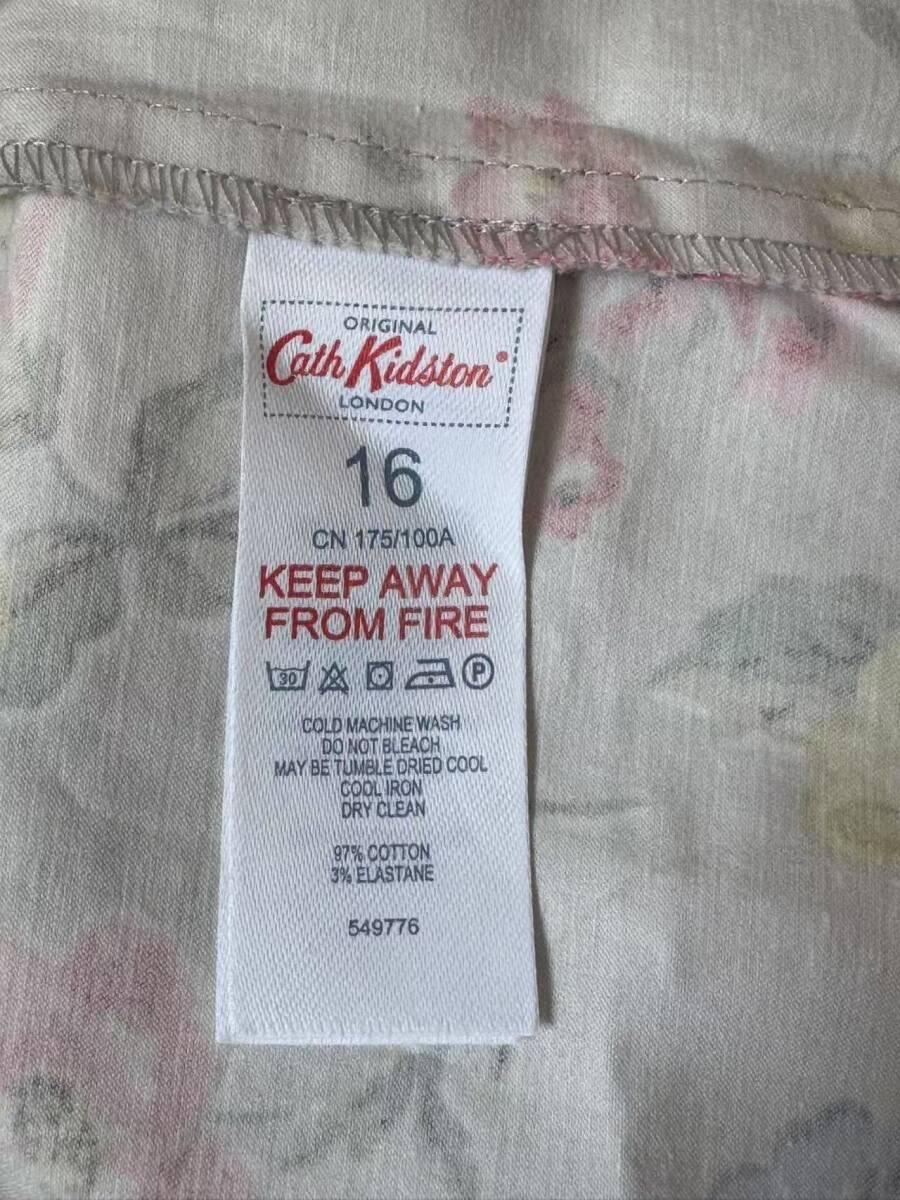 ORIGINAL
Cath Kidston®
LONDON
16
CN 175/100A
KEEP AWAY
FROM FIRE
30 P
COLD MACHINE WASH
DO NOT BLEACH
MAY BE TUMBLE DRIED COOL
COOL IRON
DRY CLEAN
97% COTTON
3% ELASTANE
549776